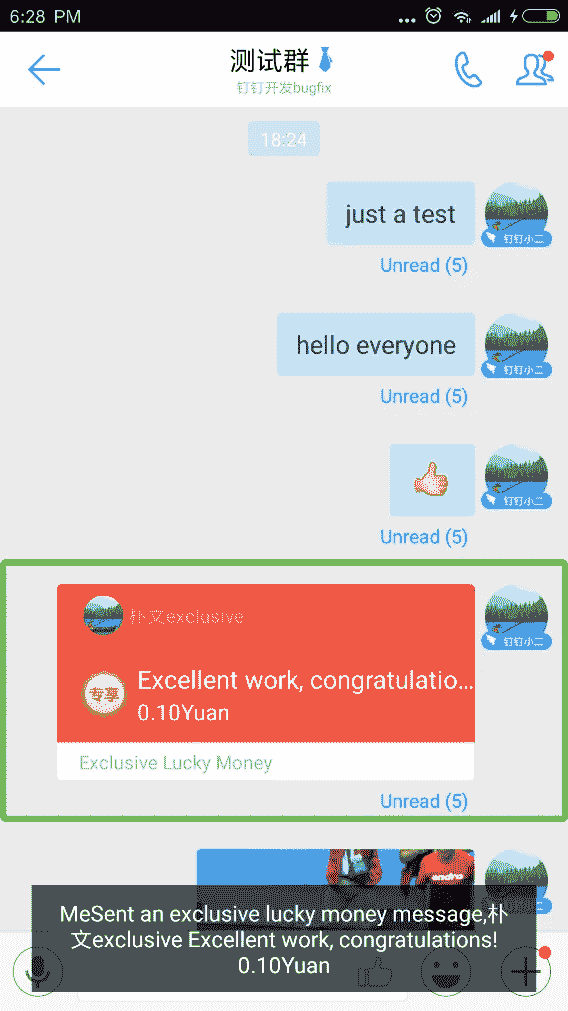 6:28 PM
测试群
钉钉开发bugfix
18:24
just a test
钉钉小二
Unread (5)
hello everyone
钉钉小二
Unread (5)
钉钉小二
Unread (5)
朴文exclusive
钉钉小二
专享
Excellent work, congratulatio...
0.10Yuan
Exclusive Lucky Money
Unread (5)
MeSent an exclusive lucky money message,朴
文exclusive Excellent work, congratulations!
0.10Yuan